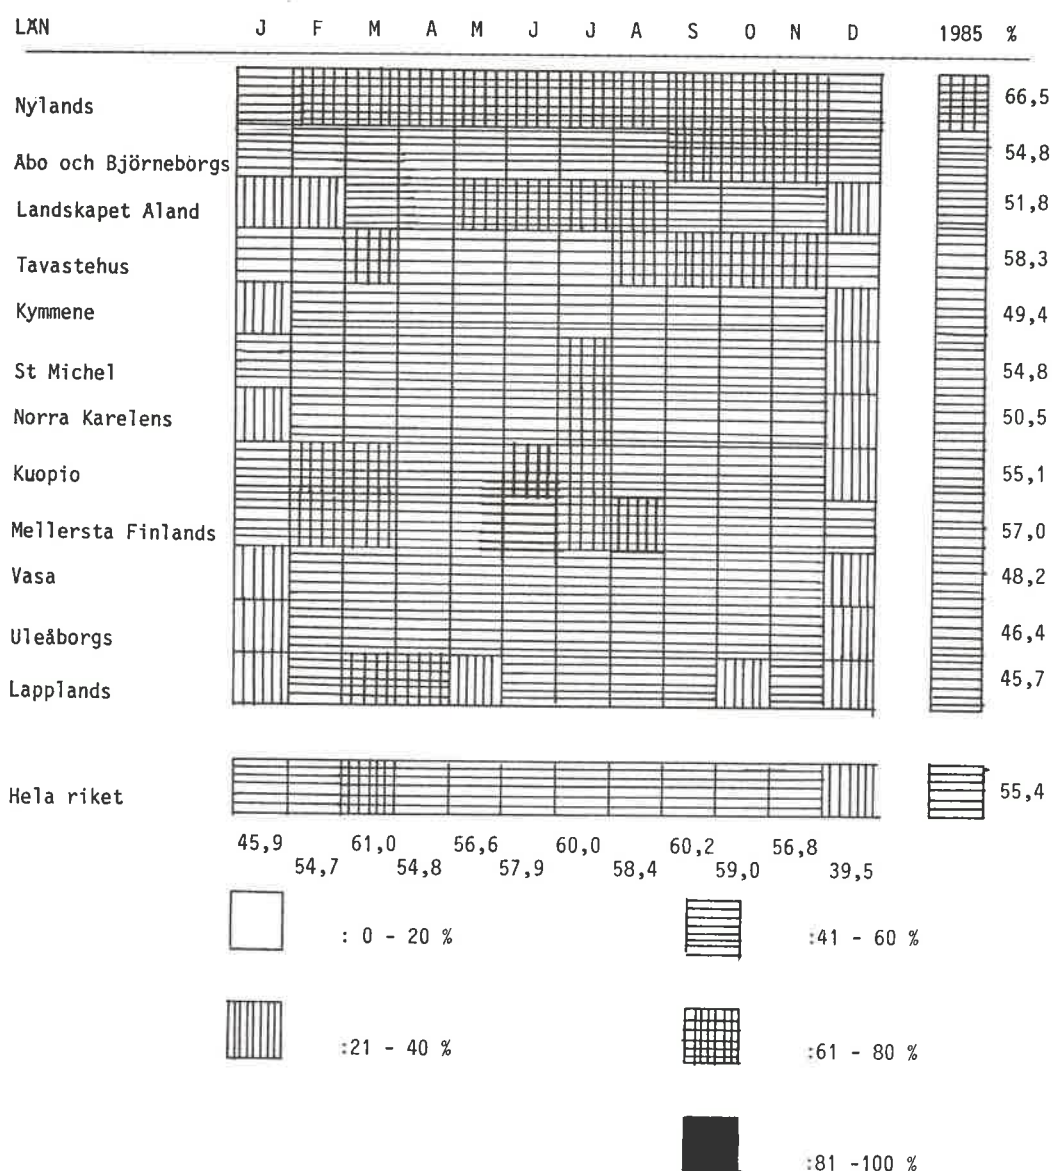 LÄN J F M A M J J A S O N D 1985 %
Nylands 66,5
Åbo och Björneborgs 54,8
Landskapet Åland 51,8
Tavastehus 58,3
Kymmene 49,4
St Michel 54,8
Norra Karelens 50,5
Kuopio 55,1
Mellersta Finlands 57,0
Vasa 48,2
Uleåborgs 46,4
Lapplands 45,7
Hela riket 55,4
45,9 61,0 56,6 60,0 60,2 56,8
54,7 54,8 57,9 58,4 59,0 39,5
: 0 - 20 % :41 - 60 %
:21 - 40 % :61 - 80 %
:81 -100 %